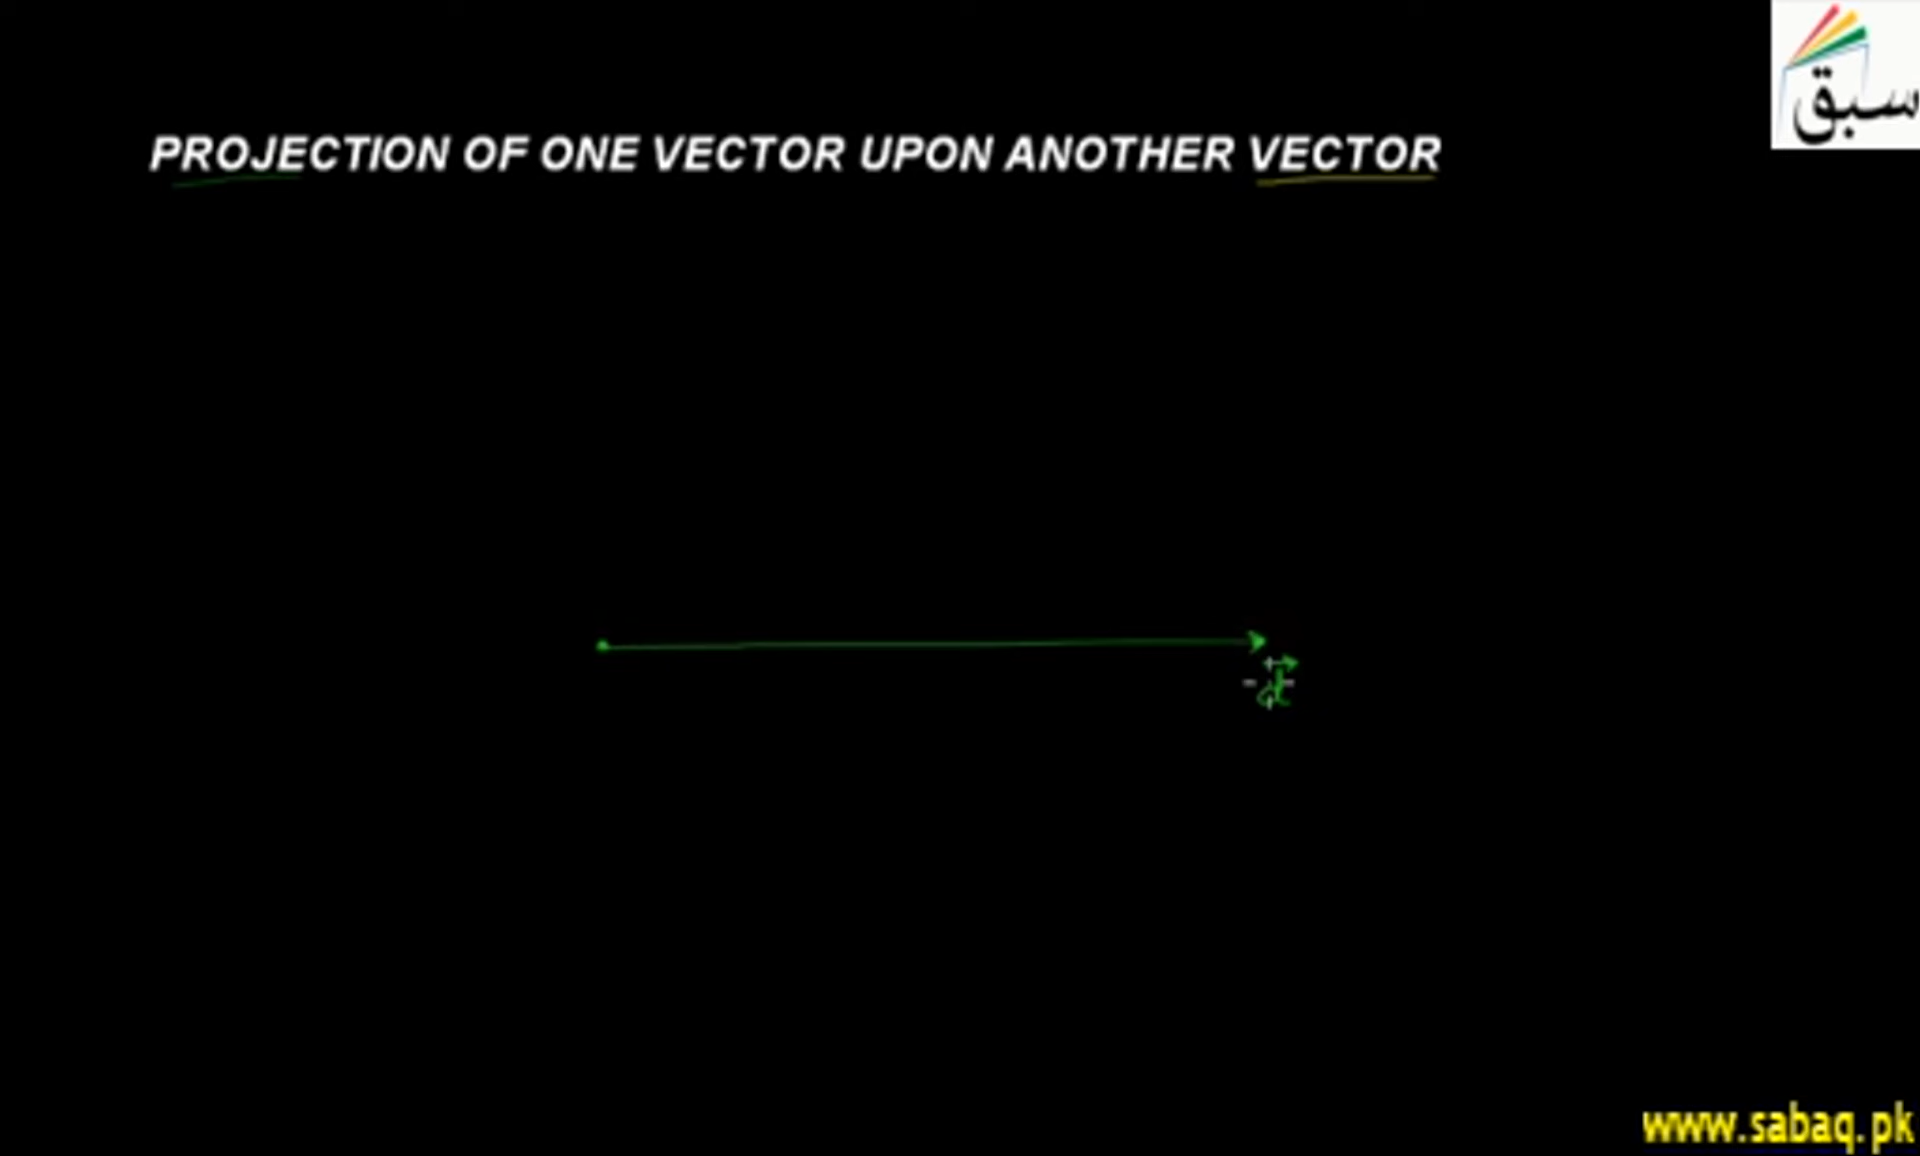 سبق
PROJECTION OF ONE VECTOR UPON ANOTHER VECTOR
www.sabaq.pk